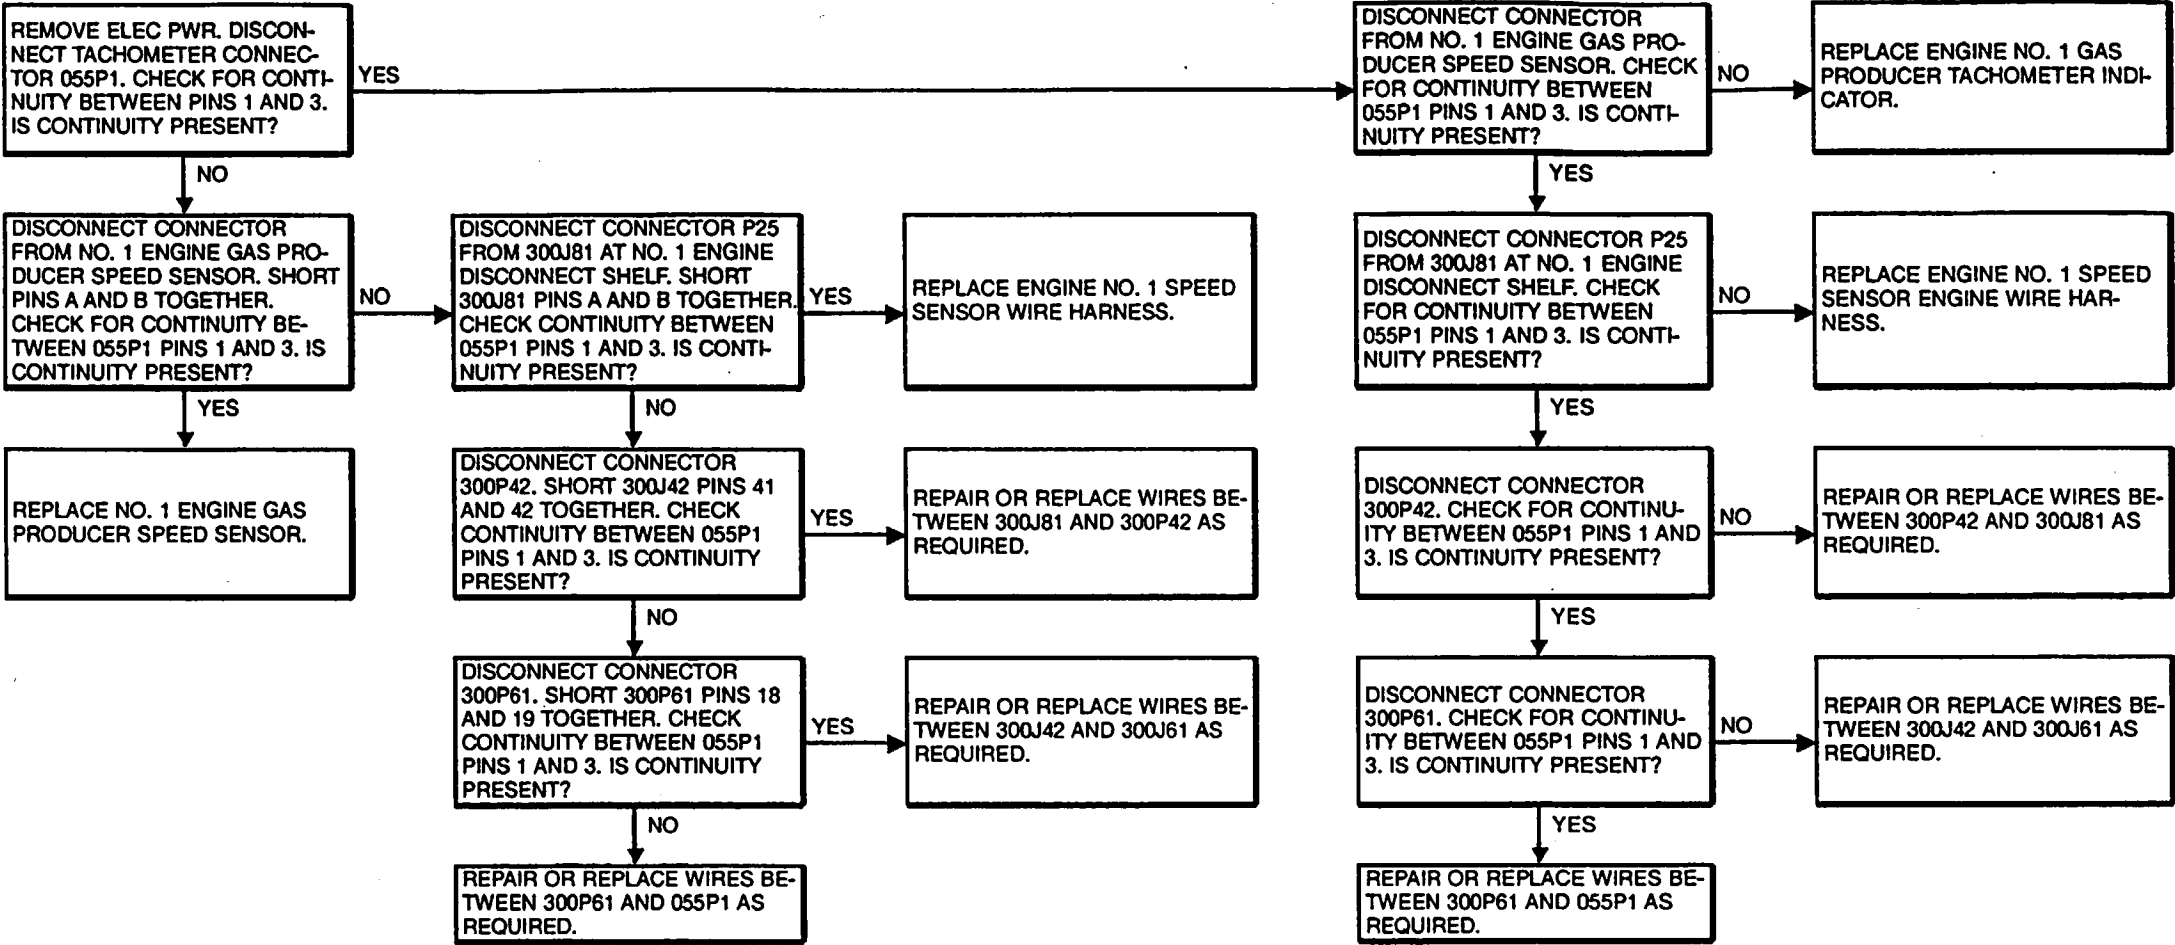 REMOVE ELEC PWR. DISCON-
NECT TACHOMETER CONNEC-
TOR 055P1. CHECK FOR CONTI-
NUITY BETWEEN PINS 1 AND 3.
IS CONTINUITY PRESENT?
YES
DISCONNECT CONNECTOR
FROM NO. 1 ENGINE GAS PRO-
DUCER SPEED SENSOR. CHECK
FOR CONTINUITY BETWEEN
055P1 PINS 1 AND 3. IS CONTI-
NUITY PRESENT?
NO
REPLACE ENGINE NO. 1 GAS
PRODUCER TACHOMETER INDI-
CATOR.
NO
YES
DISCONNECT CONNECTOR
FROM NO. 1 ENGINE GAS PRO-
DUCER SPEED SENSOR. SHORT
PINS A AND B TOGETHER.
CHECK FOR CONTINUITY BE-
TWEEN 055P1 PINS 1 AND 3. IS
CONTINUITY PRESENT?
NO
DISCONNECT CONNECTOR P25
FROM 300J81 AT NO. 1 ENGINE
DISCONNECT SHELF. SHORT
300J81 PINS A AND B TOGETHER.
CHECK CONTINUITY BETWEEN
055P1 PINS 1 AND 3. IS CONTI-
NUITY PRESENT?
YES
REPLACE ENGINE NO. 1 SPEED
SENSOR WIRE HARNESS.
DISCONNECT CONNECTOR P25
FROM 300J81 AT NO. 1 ENGINE
DISCONNECT SHELF. CHECK
FOR CONTINUITY BETWEEN
055P1 PINS 1 AND 3. IS CONTI-
NUITY PRESENT?
NO
REPLACE ENGINE NO. 1 SPEED
SENSOR ENGINE WIRE HAR-
NESS.
YES
NO
YES
REPLACE NO. 1 ENGINE GAS
PRODUCER SPEED SENSOR.
DISCONNECT CONNECTOR
300P42. SHORT 300J42 PINS 41
AND 42 TOGETHER. CHECK
CONTINUITY BETWEEN 055P1
PINS 1 AND 3. IS CONTINUITY
PRESENT?
YES
REPAIR OR REPLACE WIRES BE-
TWEEN 300J81 AND 300P42 AS
REQUIRED.
DISCONNECT CONNECTOR
300P42. CHECK FOR CONTINU-
ITY BETWEEN 055P1 PINS 1 AND
3. IS CONTINUITY PRESENT?
NO
REPAIR OR REPLACE WIRES BE-
TWEEN 300P42 AND 300J81 AS
REQUIRED.
NO
YES
DISCONNECT CONNECTOR
300P61. SHORT 300P61 PINS 18
AND 19 TOGETHER. CHECK
CONTINUITY BETWEEN 055P1
PINS 1 AND 3. IS CONTINUITY
PRESENT?
YES
REPAIR OR REPLACE WIRES BE-
TWEEN 300J42 AND 300J61 AS
REQUIRED.
DISCONNECT CONNECTOR
300P61. CHECK FOR CONTINU-
ITY BETWEEN 055P1 PINS 1 AND
3. IS CONTINUITY PRESENT?
NO
REPAIR OR REPLACE WIRES BE-
TWEEN 300J42 AND 300J61 AS
REQUIRED.
NO
YES
REPAIR OR REPLACE WIRES BE-
TWEEN 300P61 AND 055P1 AS
REQUIRED.
REPAIR OR REPLACE WIRES BE-
TWEEN 300P61 AND 055P1 AS
REQUIRED.